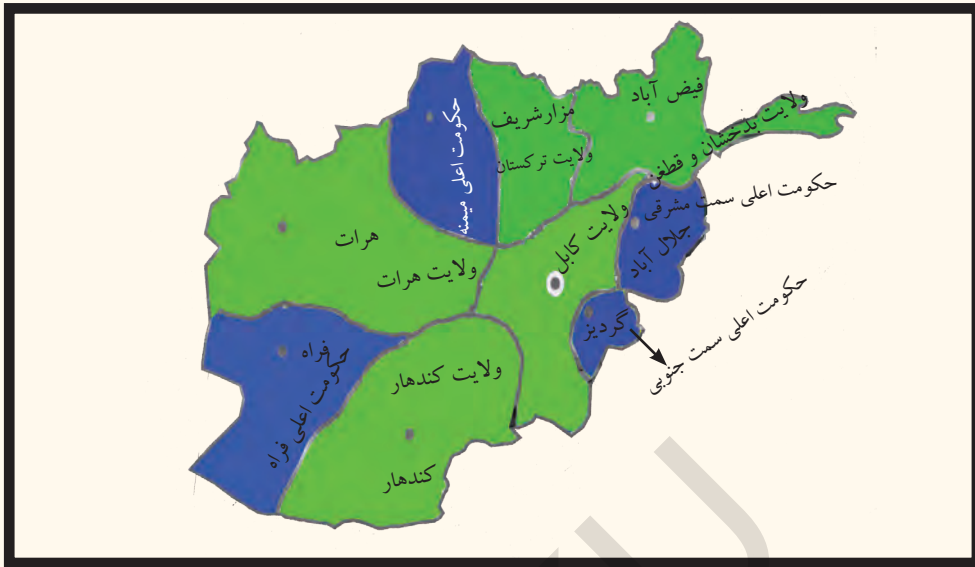 فیض آباد
ولایت بدخشان و قطغن
مزارشریف
ولایت ترکستان
حکومت اعلی میمنه
حکومت اعلی سمت مشرقی
جلال آباد
ولایت کابل
هرات
ولایت هرات
گردیز
حکومت اعلی سمت جنوبی
فراه
حکومت اعلی فراه
ولایت کندهار
کندهار
KU